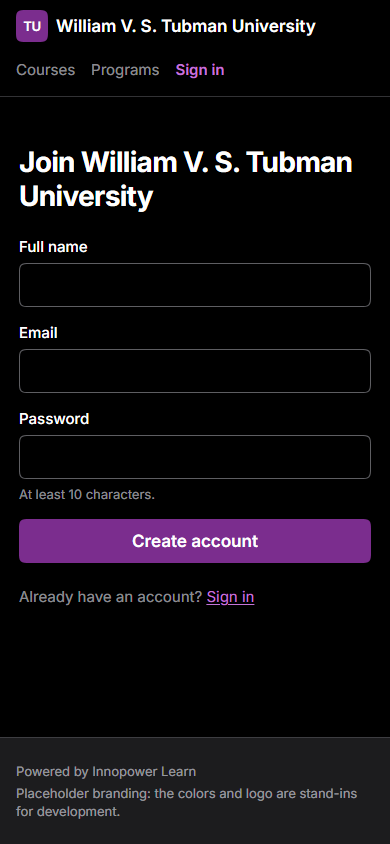 TU William V. S. Tubman University
Courses Programs Sign in
Join William V. S. Tubman
University
Full name
Email
Password
At least 10 characters.
Create account
Already have an account? Sign in
Powered by Innopower Learn
Placeholder branding: the colors and logo are stand-ins
for development.